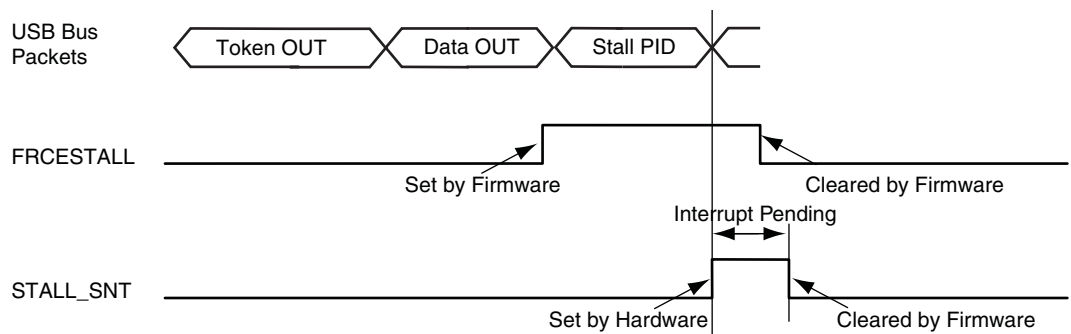 USB Bus
Packets
Token OUT
Data OUT
Stall PID
FRCESTALL
Set by Firmware
Cleared by Firmware
Interrupt Pending
STALL_SNT
Set by Hardware
Cleared by Firmware